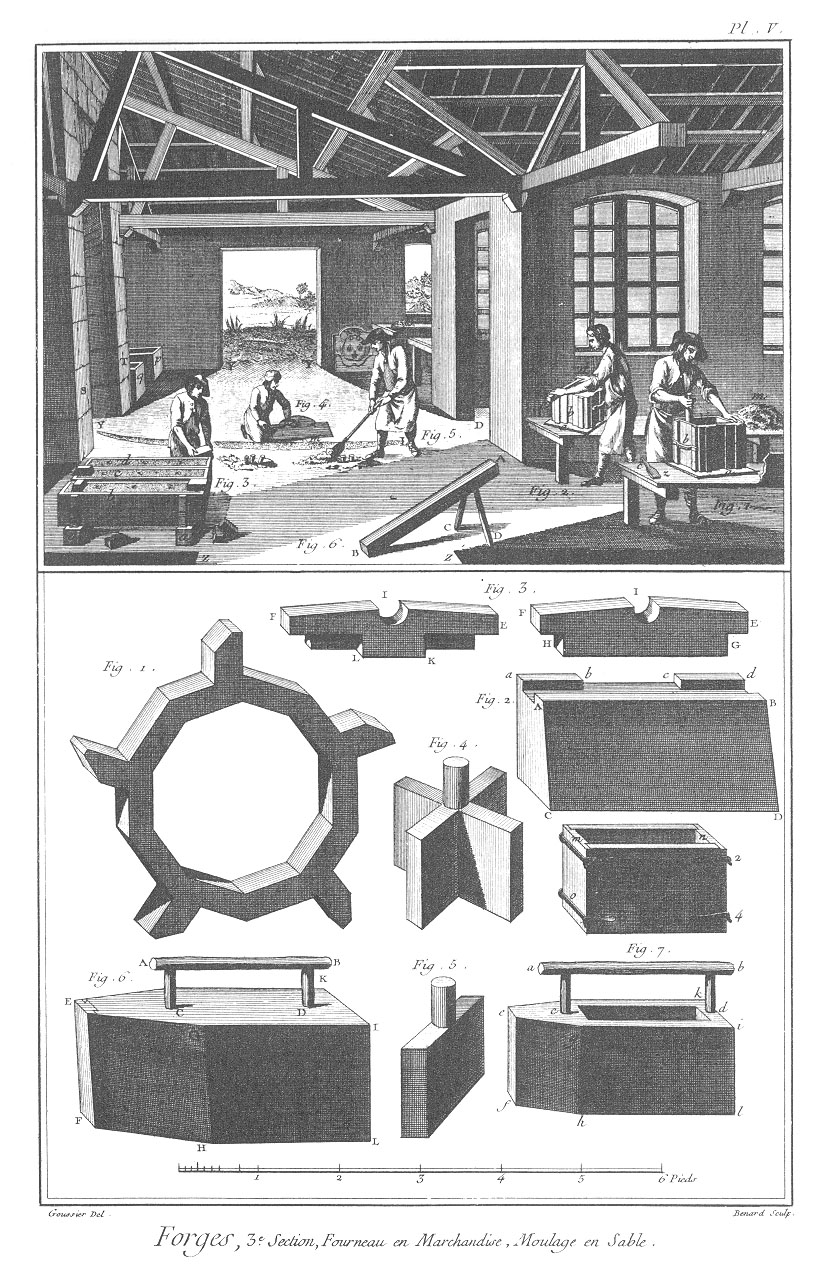 Pl. V.
Fig. 4.
Y
D
Fig. 5.
m
S
d
c
Fig. 3.
Fig. 2.
A
C
D
B
Fig. 6.
Z
Z
Fig. 3.
I
F
E
L
K
I
F
E
H
G
Fig. 1.
a
b
c
d
Fig. 2.
A
B
C
D
Fig. 4.
m
n
2
o
4
Fig. 7.
A
B
Fig. 6.
K
E
C
D
G
I
F
H
L
Fig. 5.
a
b
k
e
c
d
i
f
h
l
1 2 3 4 5 6 Pieds
Goussier Del.
Benard Sculp.
Forges, 3.e Section, Fourneau en Marchandise, Moulage en Sable.